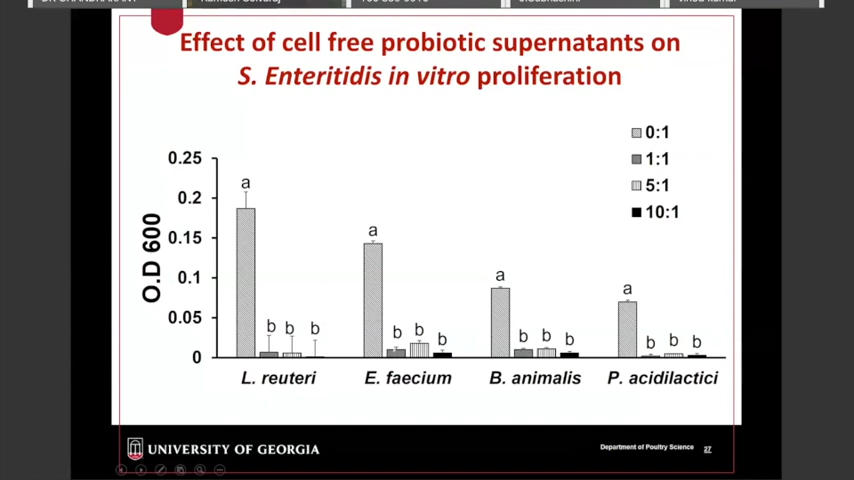 Effect of cell free probiotic supernatants on
S. Enteritidis in vitro proliferation
0:1
1:1
5:1
10:1
O.D 600
0.25
0.2
0.15
0.1
0.05
0
a
b b b
a
b b b
a
b b b
a
b b b
L. reuteri E. faecium B. animalis P. acidilactici
UNIVERSITY OF GEORGIA
Department of Poultry Science 27